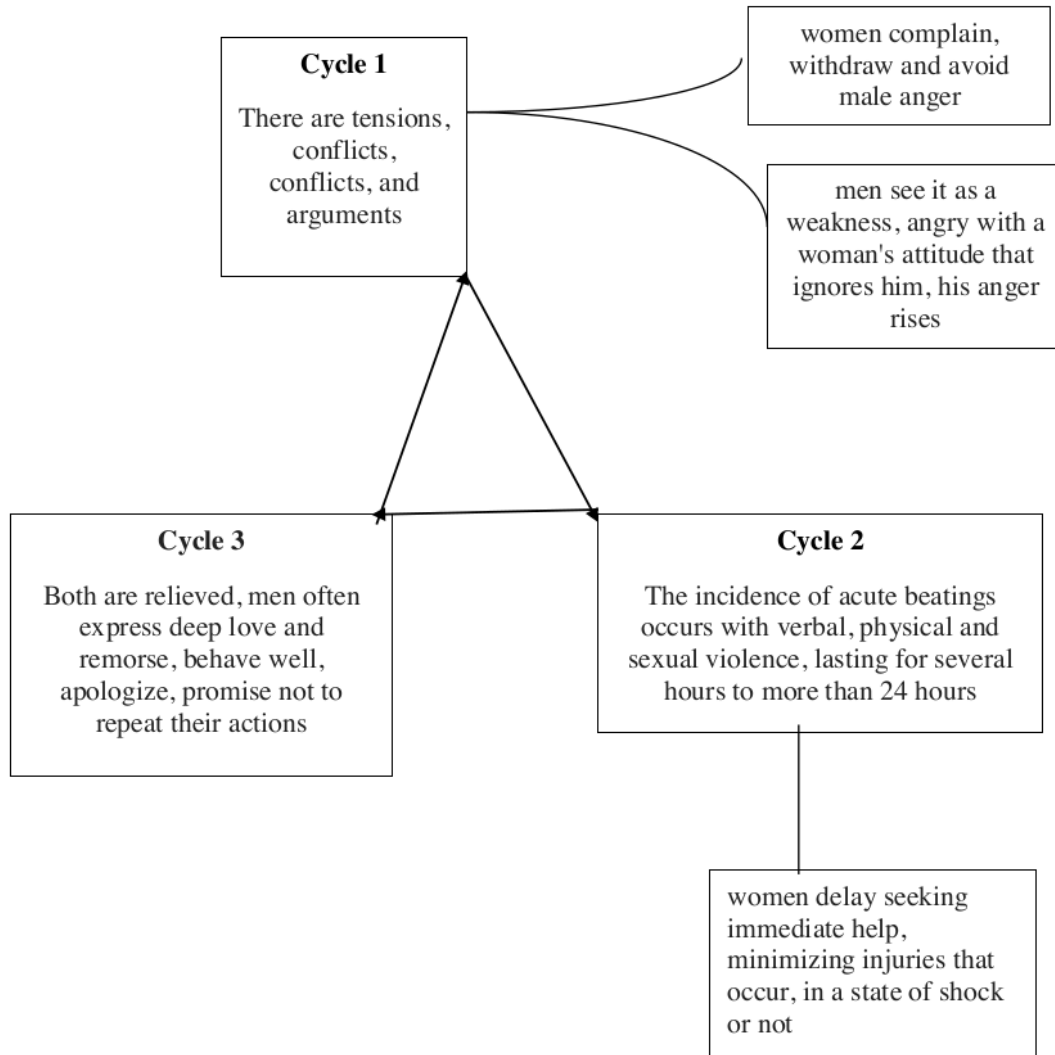 Cycle 1
There are tensions,
conflicts,
conflicts, and
arguments
women complain,
withdraw and avoid
male anger
men see it as a
weakness, angry with a
woman's attitude that
ignores him, his anger
rises
Cycle 3
Both are relieved, men often
express deep love and
remorse, behave well,
apologize, promise not to
repeat their actions
Cycle 2
The incidence of acute beatings
occurs with verbal, physical and
sexual violence, lasting for several
hours to more than 24 hours
women delay seeking
immediate help,
minimizing injuries that
occur, in a state of shock
or not